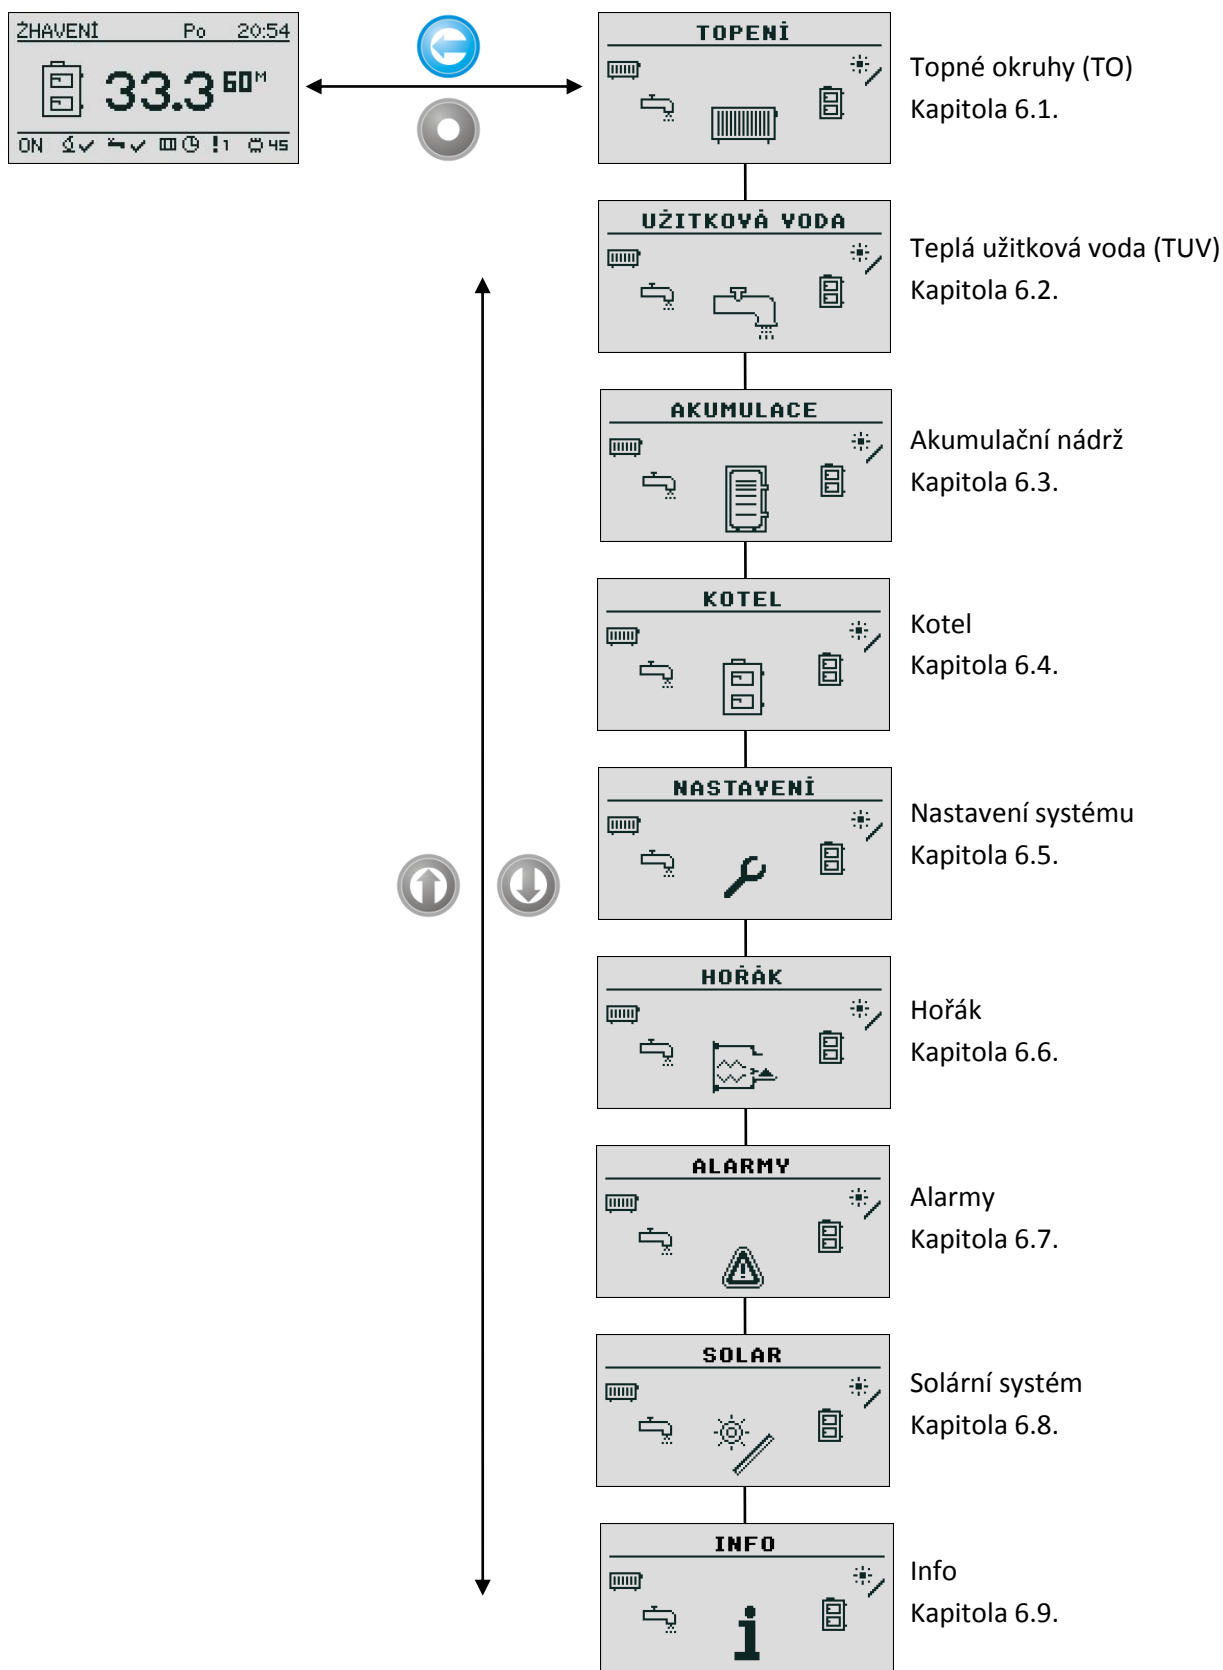 ŽHAVENÍ Po 20:54
33.3 60M
ON 1 45
TOPENÍ
Topné okruhy (TO)
Kapitola 6.1.
UŽITKOVÁ VODA
Teplá užitková voda (TUV)
Kapitola 6.2.
AKUMULACE
Akumulační nádrž
Kapitola 6.3.
KOTEL
Kotel
Kapitola 6.4.
NASTAVENÍ
Nastavení systému
Kapitola 6.5.
HOŘÁK
Hořák
Kapitola 6.6.
ALARMY
Alarmy
Kapitola 6.7.
SOLAR
Solární systém
Kapitola 6.8.
INFO
Info
Kapitola 6.9.